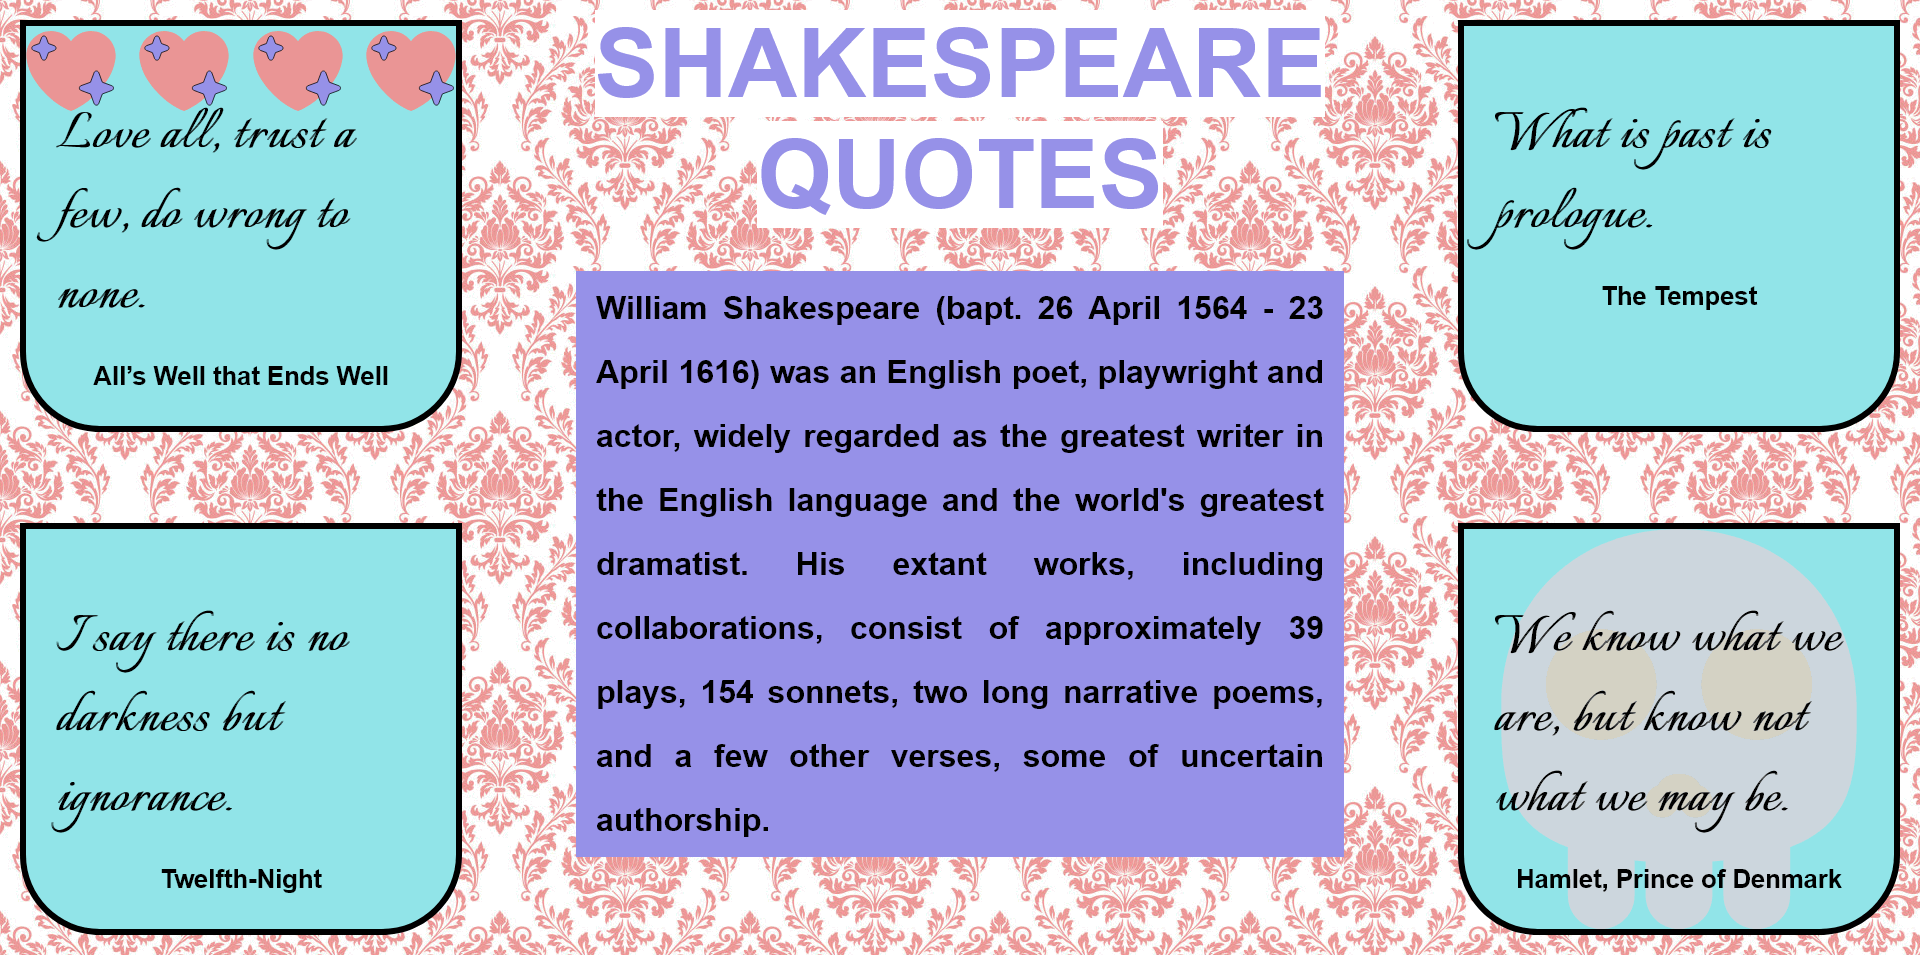 SHAKESPEARE
QUOTES
Love all, trust a
few, do wrong to
none.
All’s Well that Ends Well
I say there is no
darkness but
ignorance.
Twelfth-Night
William Shakespeare (bapt. 26 April 1564 - 23
April 1616) was an English poet, playwright and
actor, widely regarded as the greatest writer in
the English language and the world's greatest
dramatist. His extant works, including
collaborations, consist of approximately 39
plays, 154 sonnets, two long narrative poems,
and a few other verses, some of uncertain
authorship.
What is past is
prologue.
The Tempest
We know what we
are, but know not
what we may be.
Hamlet, Prince of Denmark